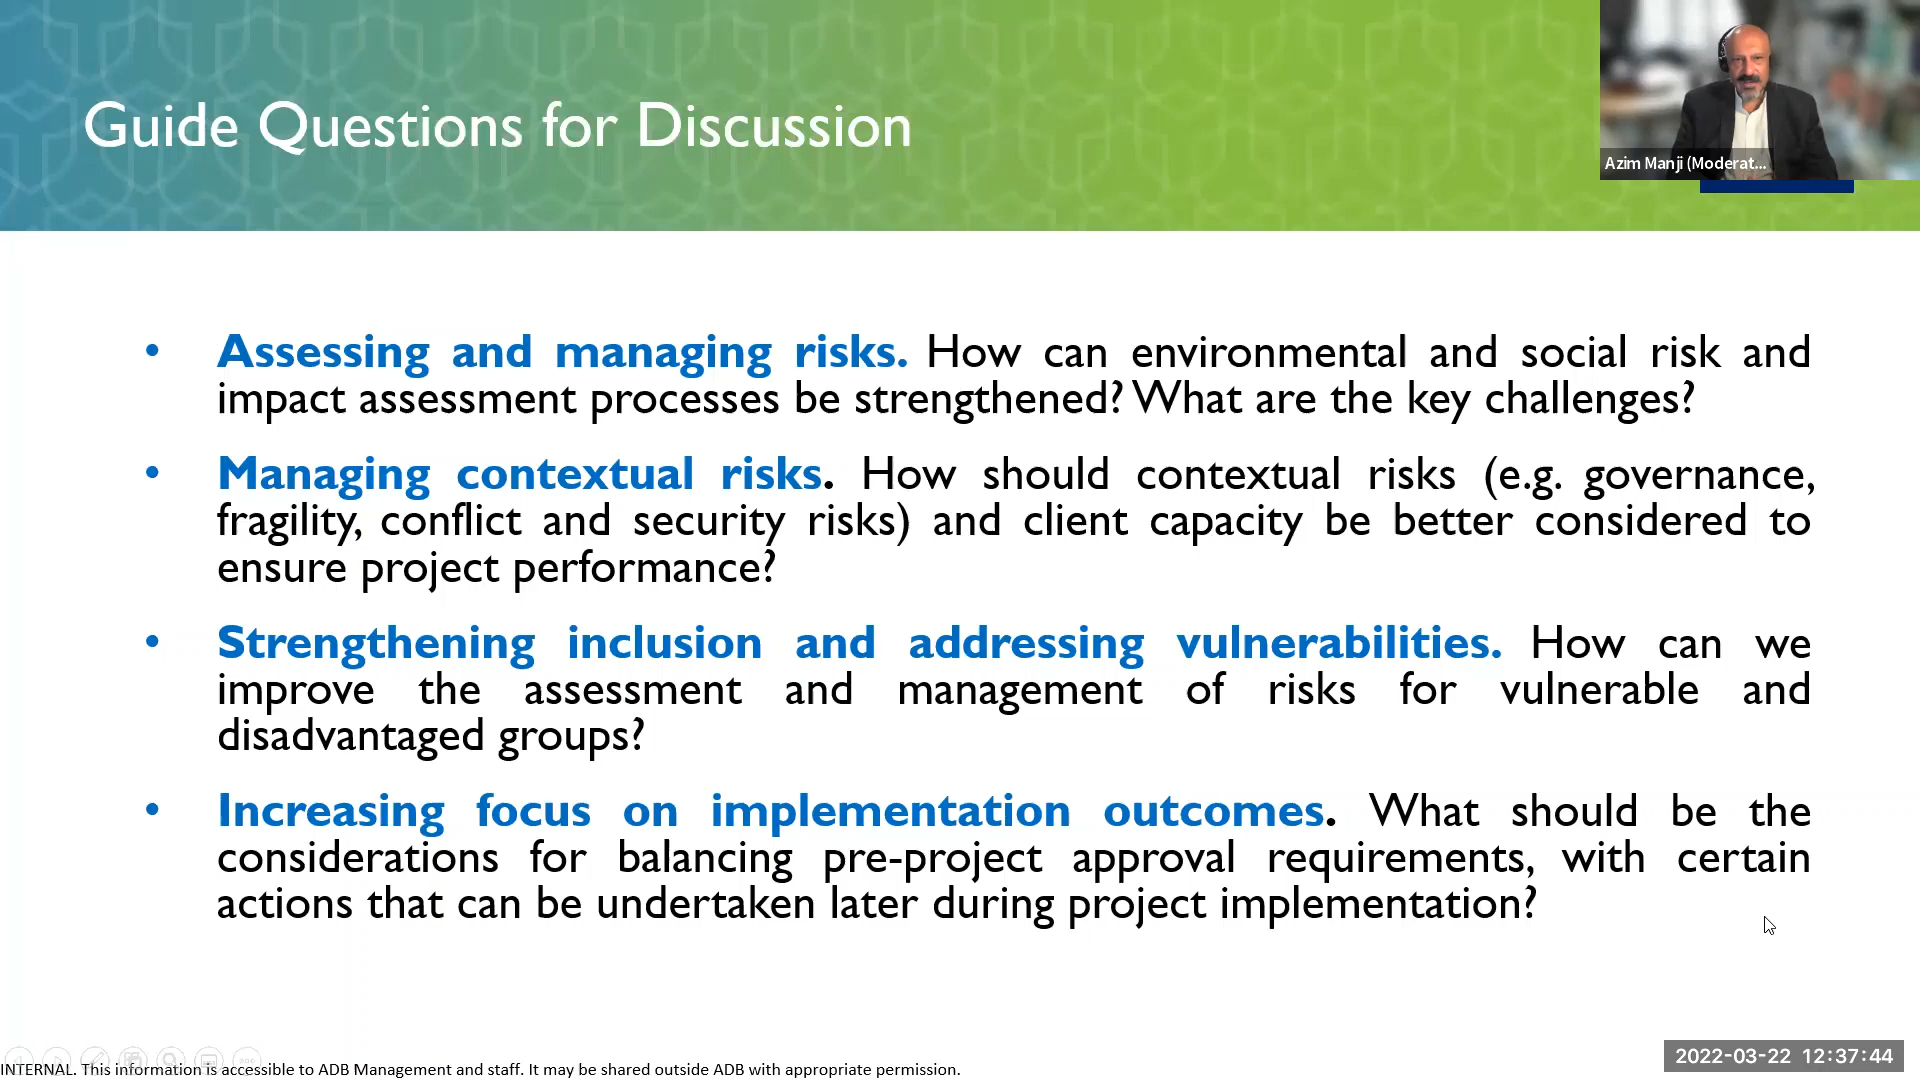 Guide Questions for Discussion
Azim Manji (Moderat...
• Assessing and managing risks. How can environmental and social risk and
impact assessment processes be strengthened? What are the key challenges?
• Managing contextual risks. How should contextual risks (e.g. governance,
fragility, conflict and security risks) and client capacity be better considered to
ensure project performance?
• Strengthening inclusion and addressing vulnerabilities. How can we
improve the assessment and management of risks for vulnerable and
disadvantaged groups?
• Increasing focus on implementation outcomes. What should be the
considerations for balancing pre-project approval requirements, with certain
actions that can be undertaken later during project implementation?
2022-03-22 12:37:44
INTERNAL. This information is accessible to ADB Management and staff. It may be shared outside ADB with appropriate permission.